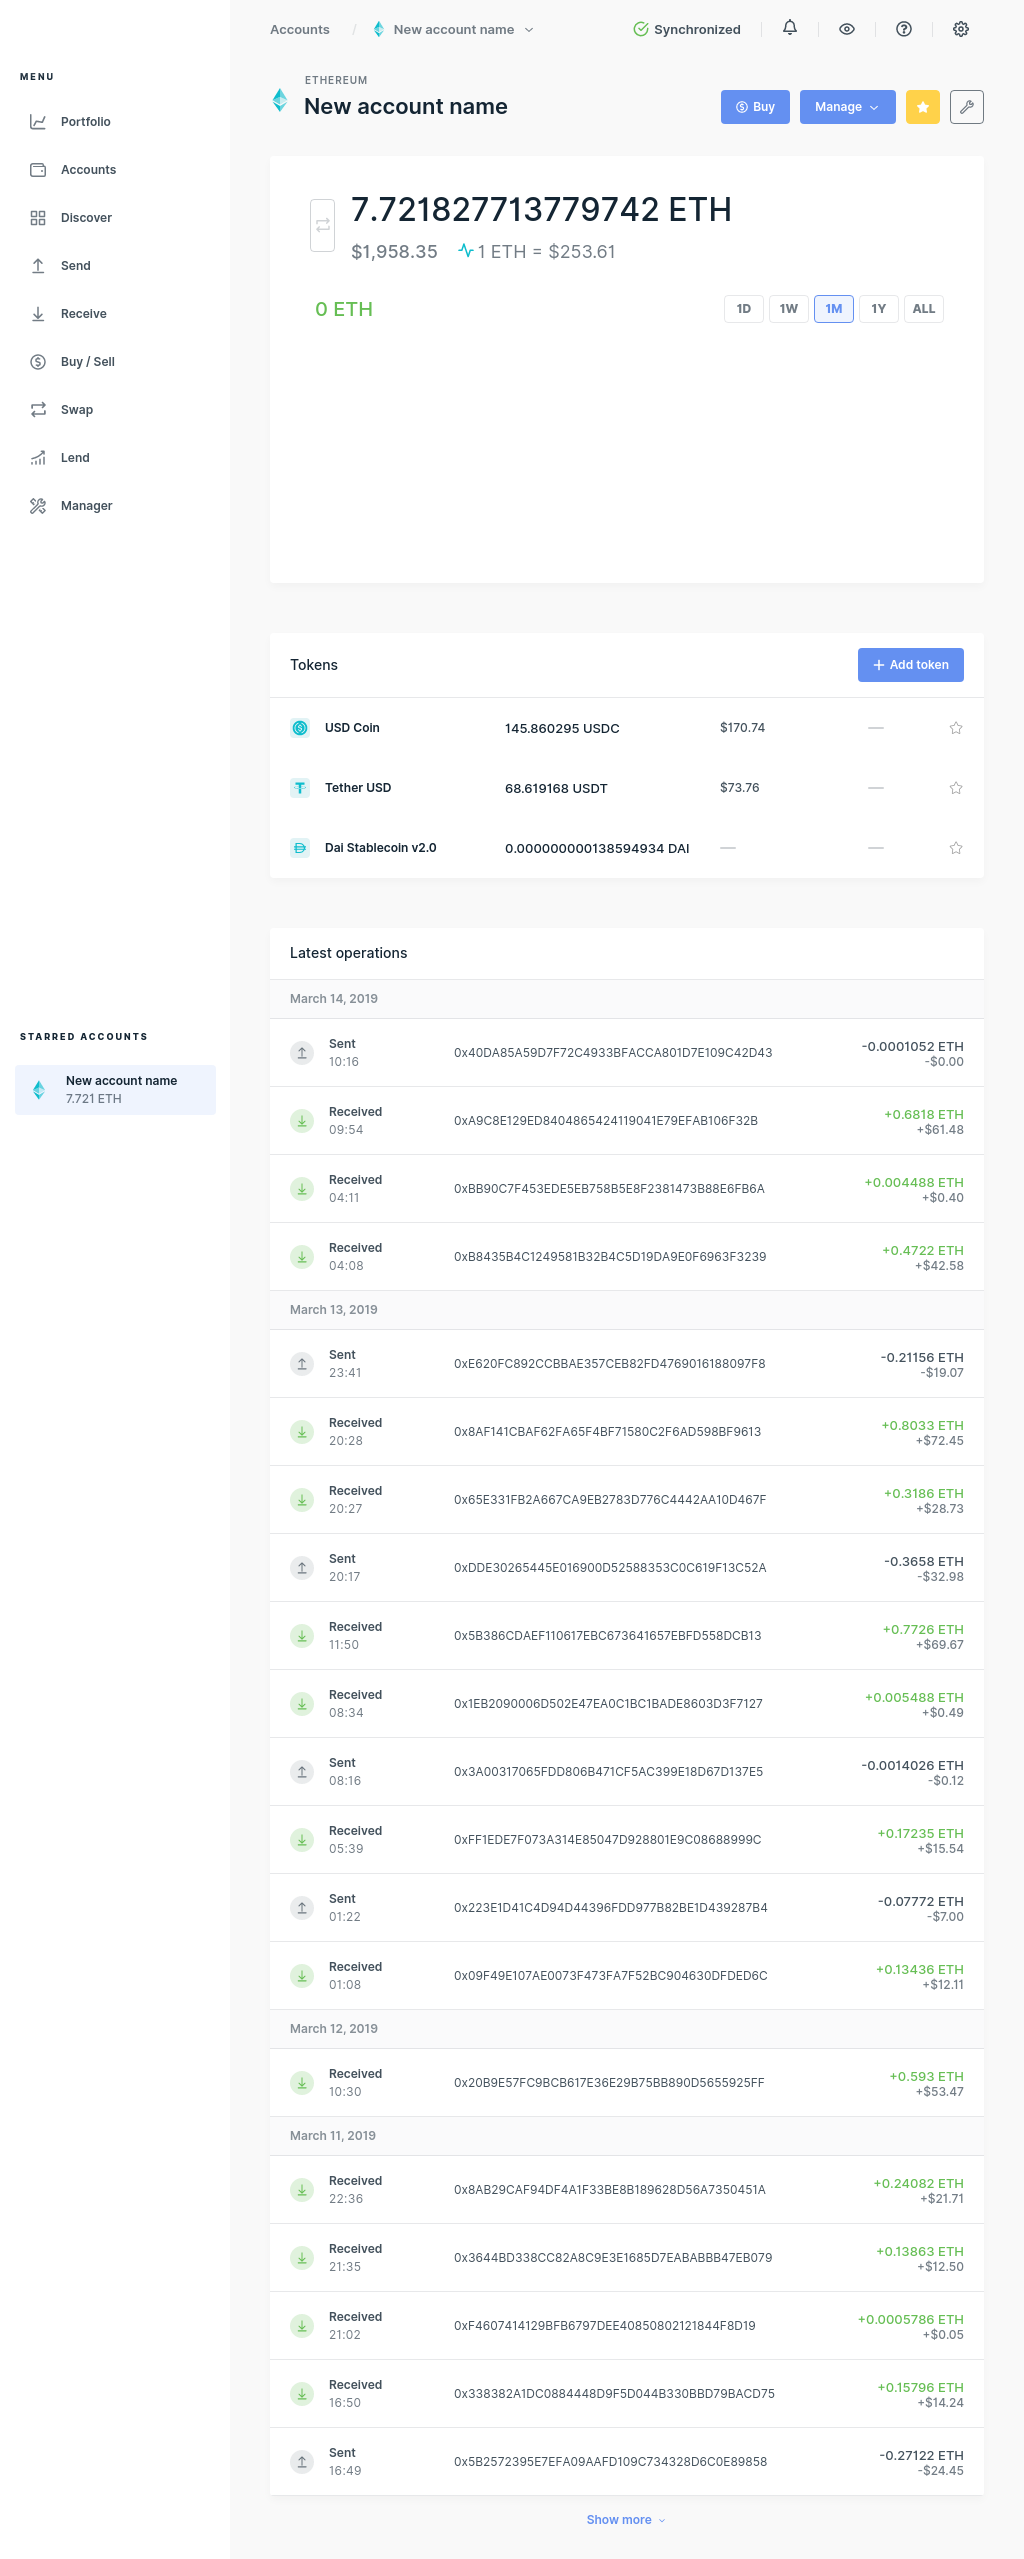 Accounts / New account name
Synchronized
MENU
Portfolio
Accounts
Discover
Send
Receive
Buy / Sell
Swap
Lend
Manager
STARRED ACCOUNTS
New account name
7.721 ETH
ETHEREUM
New account name
Buy
Manage
7.721827713779742 ETH
$1,958.35 1 ETH = $253.61
0 ETH
1D 1W 1M 1Y ALL
Tokens
Add token
USD Coin 145.860295 USDC $170.74 —
Tether USD 68.619168 USDT $73.76 —
Dai Stablecoin v2.0 0.000000000138594934 DAI — —
Latest operations
March 14, 2019
Sent 0x40DA85A59D7F72C4933BFACCA801D7E109C42D43 -0.0001052 ETH
10:16 -$0.00
Received 0xA9C8E129ED8404865424119041E79EFAB106F32B +0.6818 ETH
09:54 +$61.48
Received 0xBB90C7F453EDE5EB758B5E8F2381473B88E6FB6A +0.004488 ETH
04:11 +$0.40
Received 0xB8435B4C1249581B32B4C5D19DA9E0F6963F3239 +0.4722 ETH
04:08 +$42.58
March 13, 2019
Sent 0xE620FC892CCBBAE357CEB82FD4769016188097F8 -0.21156 ETH
23:41 -$19.07
Received 0x8AF141CBAF62FA65F4BF71580C2F6AD598BF9613 +0.8033 ETH
20:28 +$72.45
Received 0x65E331FB2A667CA9EB2783D776C4442AA10D467F +0.3186 ETH
20:27 +$28.73
Sent 0xDDE30265445E016900D52588353C0C619F13C52A -0.3658 ETH
20:17 -$32.98
Received 0x5B386CDAEF110617EBC673641657EBFD558DCB13 +0.7726 ETH
11:50 +$69.67
Received 0x1EB2090006D502E47EA0C1BC1BADE8603D3F7127 +0.005488 ETH
08:34 +$0.49
Sent 0x3A00317065FDD806B471CF5AC399E18D67D137E5 -0.0014026 ETH
08:16 -$0.12
Received 0xFF1EDE7F073A314E85047D928801E9C08688999C +0.17235 ETH
05:39 +$15.54
Sent 0x223E1D41C4D94D44396FDD977B82BE1D439287B4 -0.07772 ETH
01:22 -$7.00
Received 0x09F49E107AE0073F473FA7F52BC904630DFDED6C +0.13436 ETH
01:08 +$12.11
March 12, 2019
Received 0x20B9E57FC9BCB617E36E29B75BB890D5655925FF +0.593 ETH
10:30 +$53.47
March 11, 2019
Received 0x8AB29CAF94DF4A1F33BE8B189628D56A7350451A +0.24082 ETH
22:36 +$21.71
Received 0x3644BD338CC82A8C9E3E1685D7EABABBB47EB079 +0.13863 ETH
21:35 +$12.50
Received 0xF4607414129BFB6797DEE40850802121844F8D19 +0.0005786 ETH
21:02 +$0.05
Received 0x338382A1DC0884448D9F5D044B330BBD79BACD75 +0.15796 ETH
16:50 +$14.24
Sent 0x5B2572395E7EFA09AAFD109C734328D6C0E89858 -0.27122 ETH
16:49 -$24.45
Show more